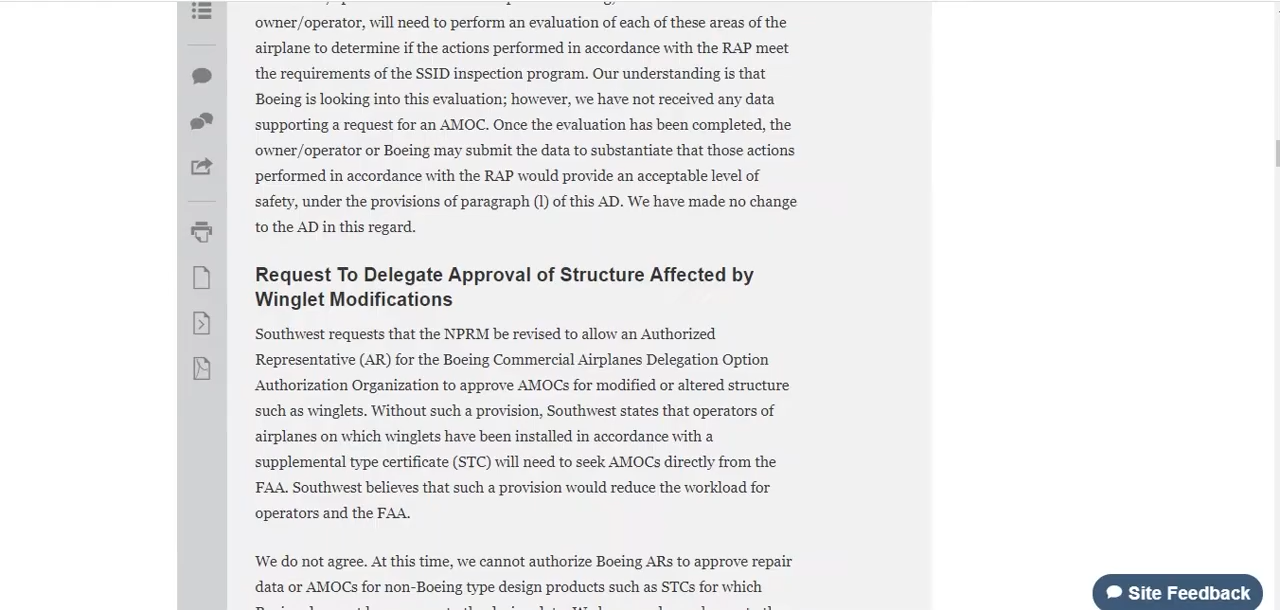 owner/operator, will need to perform an evaluation of each of these areas of the
airplane to determine if the actions performed in accordance with the RAP meet
the requirements of the SSID inspection program. Our understanding is that
Boeing is looking into this evaluation; however, we have not received any data
supporting a request for an AMOC. Once the evaluation has been completed, the
owner/operator or Boeing may submit the data to substantiate that those actions
performed in accordance with the RAP would provide an acceptable level of
safety, under the provisions of paragraph (l) of this AD. We have made no change
to the AD in this regard.
Request To Delegate Approval of Structure Affected by
Winglet Modifications
Southwest requests that the NPRM be revised to allow an Authorized
Representative (AR) for the Boeing Commercial Airplanes Delegation Option
Authorization Organization to approve AMOCs for modified or altered structure
such as winglets. Without such a provision, Southwest states that operators of
airplanes on which winglets have been installed in accordance with a
supplemental type certificate (STC) will need to seek AMOCs directly from the
FAA. Southwest believes that such a provision would reduce the workload for
operators and the FAA.
We do not agree. At this time, we cannot authorize Boeing ARs to approve repair
data or AMOCs for non-Boeing type design products such as STCs for which
Site Feedback